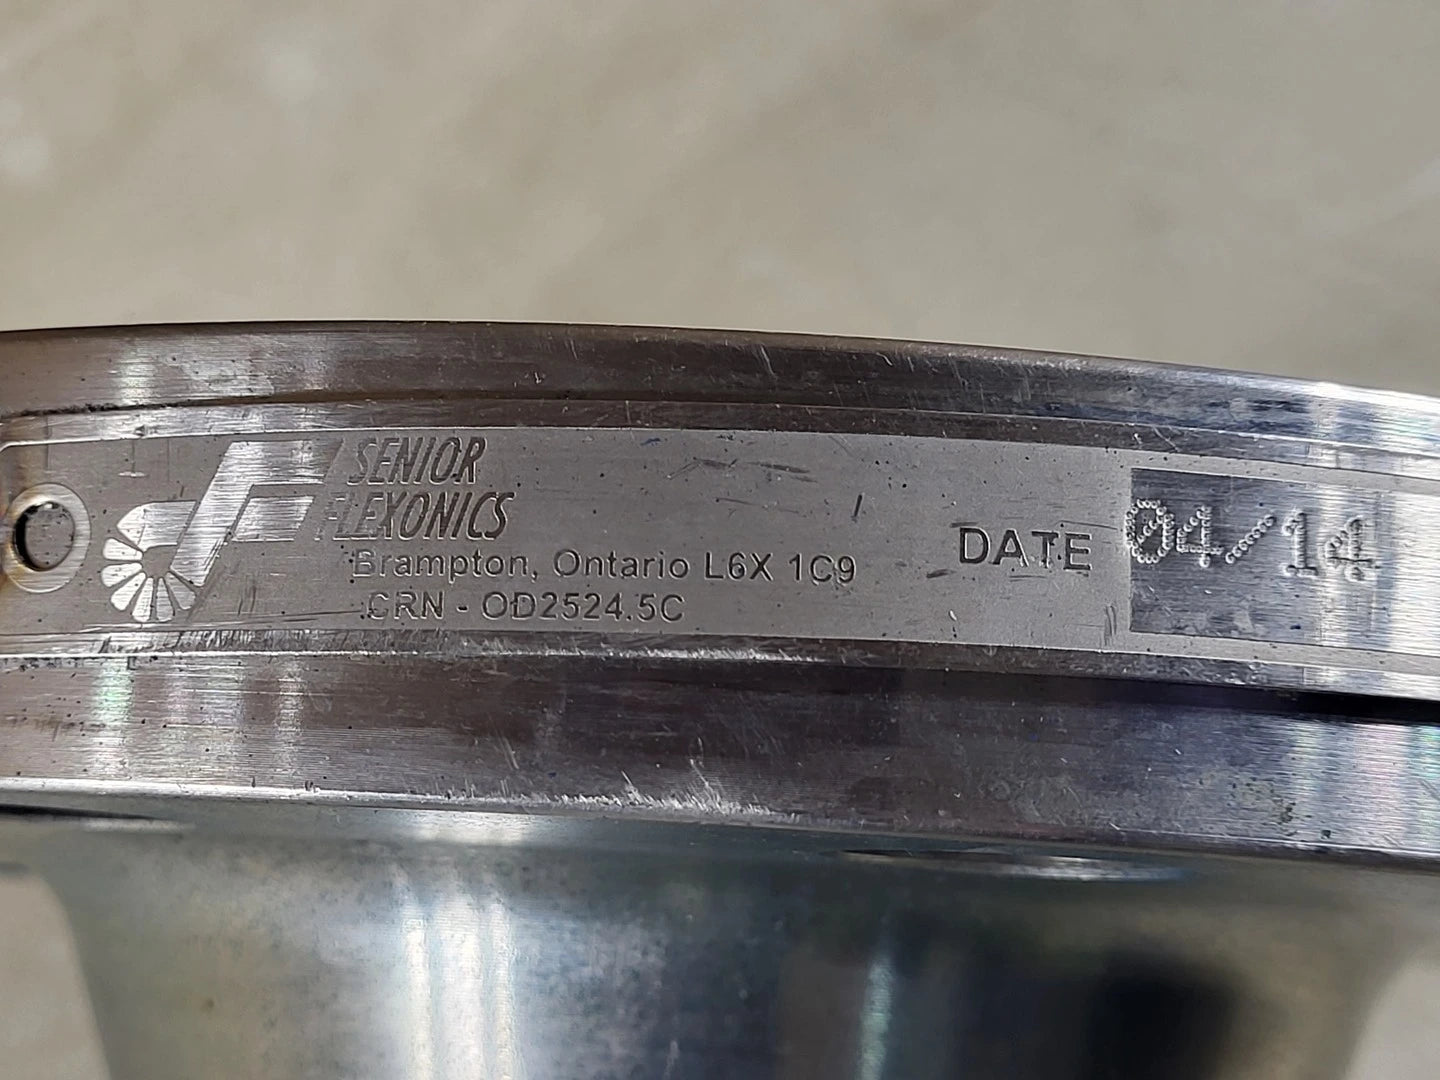 SENIOR
FLEXONICS
Brampton, Ontario L6X 1C9
CRN - OD2524.5C
DATE 04/14